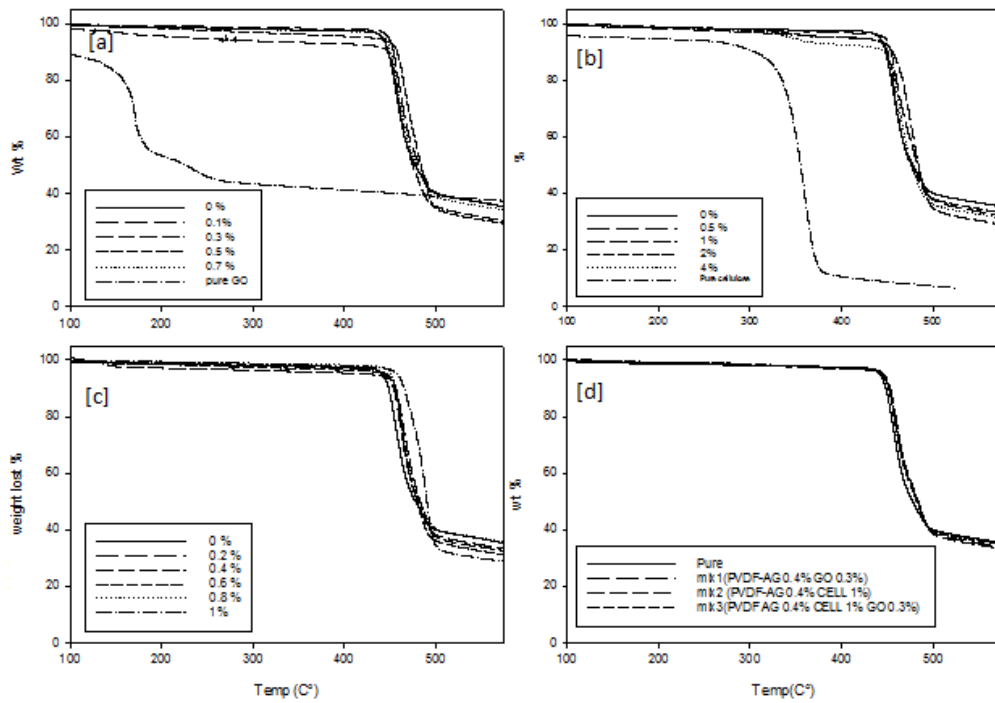 100
80
60
40
20
0
Wt %
[a]
0 %
0.1%
0.3 %
0.5 %
0.7 %
pure GO
100 200 300 400 500
100
80
60
40
20
0
%
[b]
0%
0.5 %
1%
2%
4%
Pure cellulose
100 200 300 400 500
100
80
60
40
20
0
weight lost %
[c]
0 %
0.2 %
0.4 %
0.6 %
0.8 %
1%
100 200 300 400 500
Temp (C°)
100
80
60
40
20
0
wt %
[d]
Pure
mix1(PVDF-AG 0.4% GO 0.3%)
mix2 (PVDF-AG 0.4% CELL 1%)
mix3(PVDF AG 0.4% CELL 1% GO 0.3%)
100 200 300 400 500
Temp(C°)